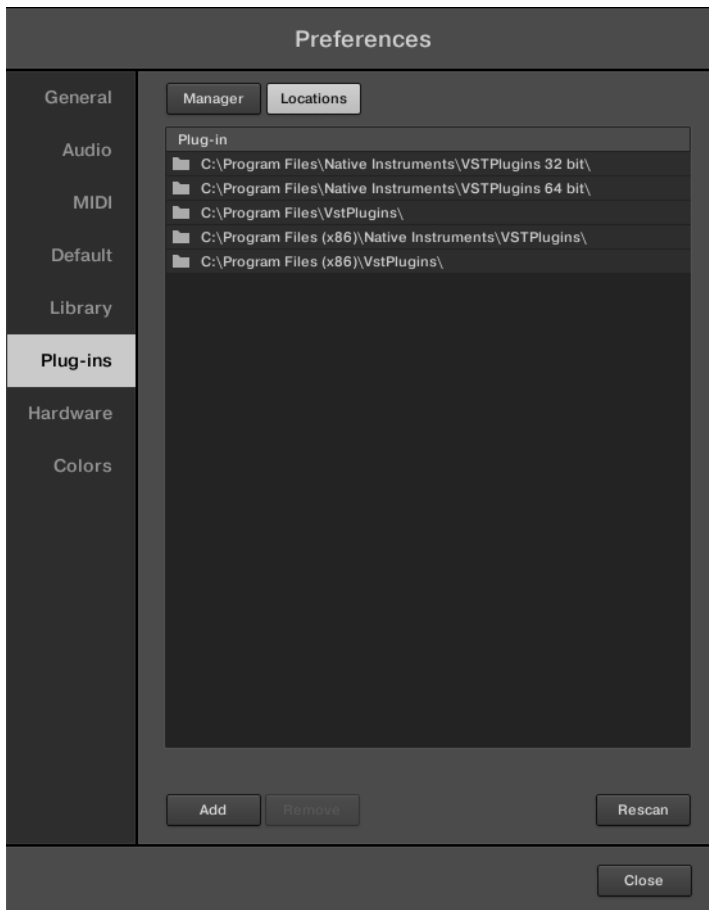 Preferences
General
Audio
MIDI
Default
Library
Plug-ins
Hardware
Colors
Manager
Locations
Plug-in
C:\Program Files\Native Instruments\VSTPlugins 32 bit\
C:\Program Files\Native Instruments\VSTPlugins 64 bit\
C:\Program Files\VstPlugins\
C:\Program Files (x86)\Native Instruments\VSTPlugins\
C:\Program Files (x86)\VstPlugins\
Add
Remove
Rescan
Close